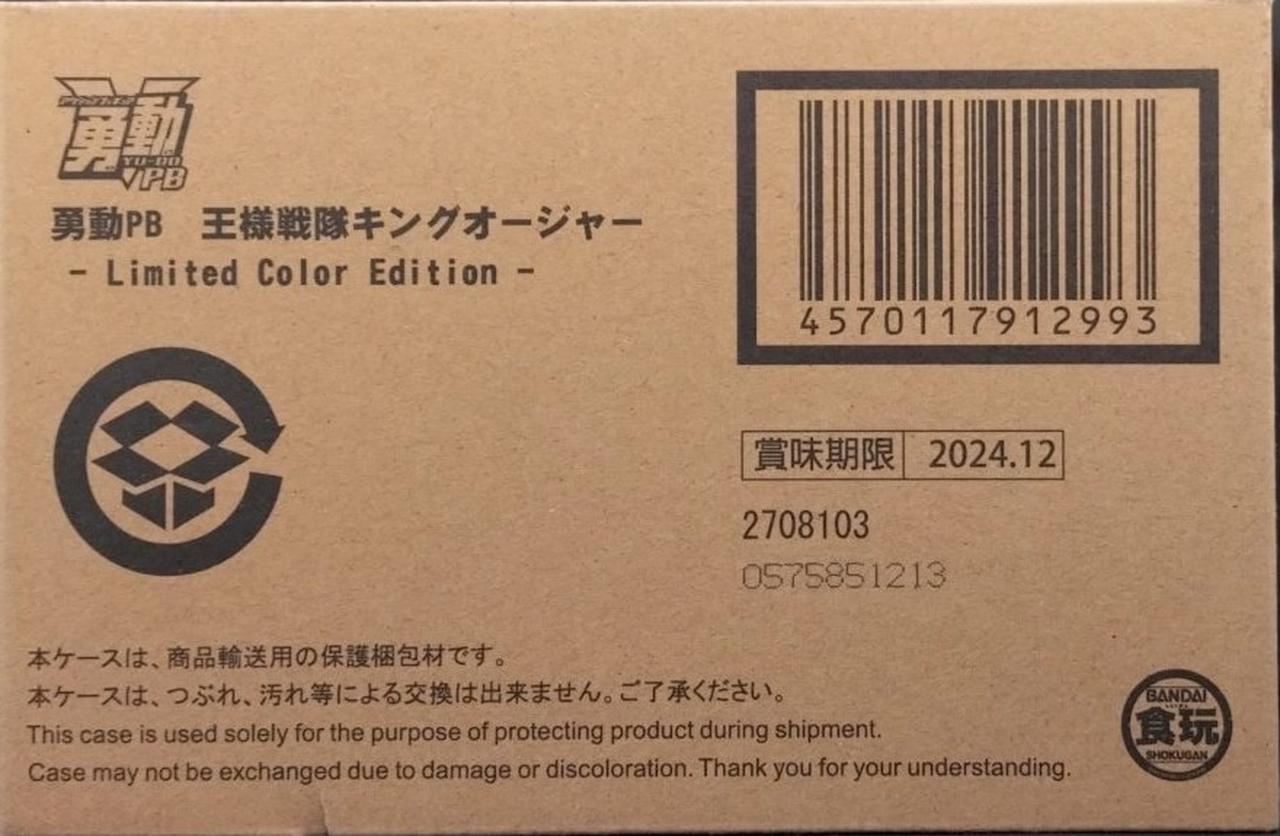 勇動
YU-DO
PB
勇動PB 王様戦隊キングオージャー
- Limited Color Edition -
4570117912993
賞味期限 2024.12
2708103
0575851213
本ケースは、商品輸送用の保護梱包材です。
本ケースは、つぶれ、汚れ等による交換は出来ません。ご了承ください。
This case is used solely for the purpose of protecting product during shipment.
Case may not be exchanged due to damage or discoloration. Thank you for your understanding.
BANDAI
食玩
SHOKUGAN